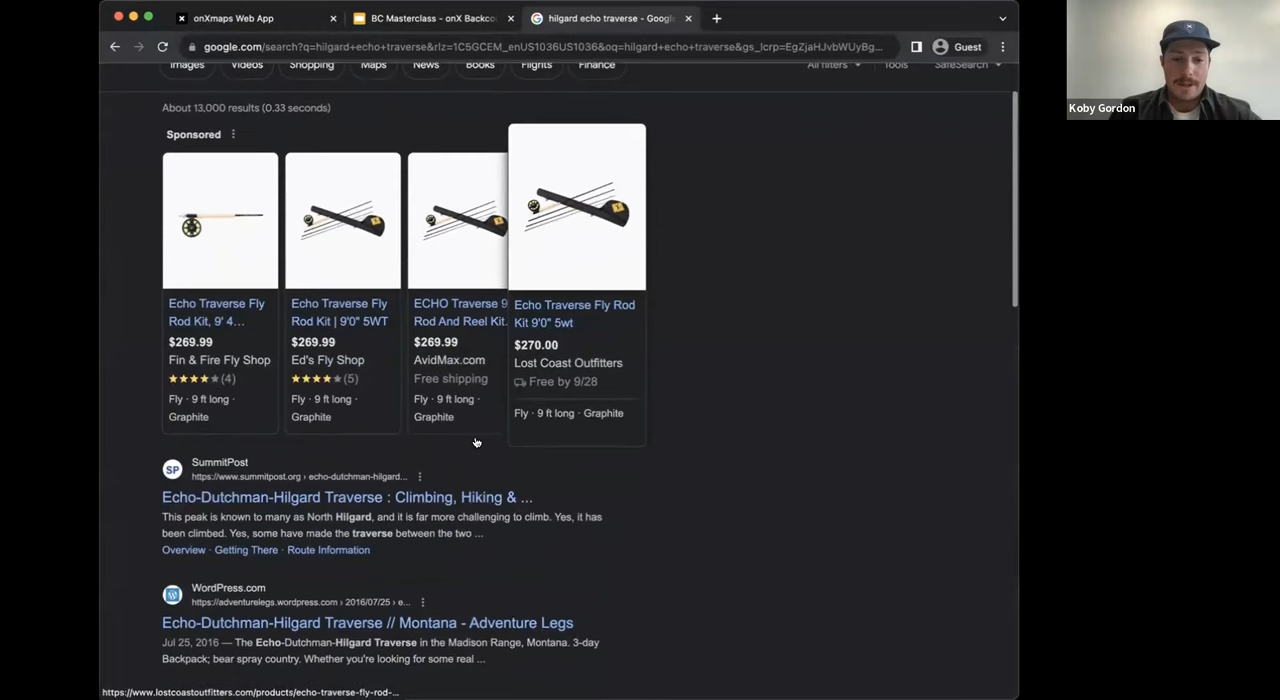 onXmaps Web App
BC Masterclass - onX Backco
hilgard echo traverse - Google
google.com/search?q=hilgard+echo+traverse&rlz=1C5GCEM_enUS1036US1036&oq=hilgard+echo+traverse&gs_lcrp=EgZjaHJvbWUyBg...
Guest
Koby Gordon
Images
Videos
Shopping
Maps
News
Books
Flights
Finance
All filters
Tools
SafeSearch
About 13,000 results (0.33 seconds)
Sponsored
Echo Traverse Fly
Rod Kit, 9' 4...
$269.99
Fin & Fire Fly Shop
(4)
Fly · 9 ft long ·
Graphite
Echo Traverse Fly
Rod Kit | 9'0" 5WT
$269.99
Ed's Fly Shop
(5)
Fly · 9 ft long ·
Graphite
ECHO Traverse 9
Rod And Reel Kit.
$269.99
AvidMax.com
Free shipping
Fly · 9 ft long ·
Graphite
Echo Traverse Fly Rod
Kit 9'0" 5wt
$270.00
Lost Coast Outfitters
Free by 9/28
Fly · 9 ft long · Graphite
SP
SummitPost
https://www.summitpost.org › echo-dutchman-hilgard...
Echo-Dutchman-Hilgard Traverse : Climbing, Hiking & ...
This peak is known to many as North Hilgard, and it is far more challenging to climb. Yes, it has
been climbed. Yes, some have made the traverse between the two ...
Overview · Getting There · Route Information
WordPress.com
https://adventurelegs.wordpress.com › 2016/07/25 › e...
Echo-Dutchman-Hilgard Traverse // Montana - Adventure Legs
Jul 25, 2016 — The Echo-Dutchman-Hilgard Traverse in the Madison Range, Montana. 3-day
Backpack; bear spray country. Whether you're looking for some real ...
https://www.lostcoastoutfitters.com/products/echo-traverse-fly-rod-...